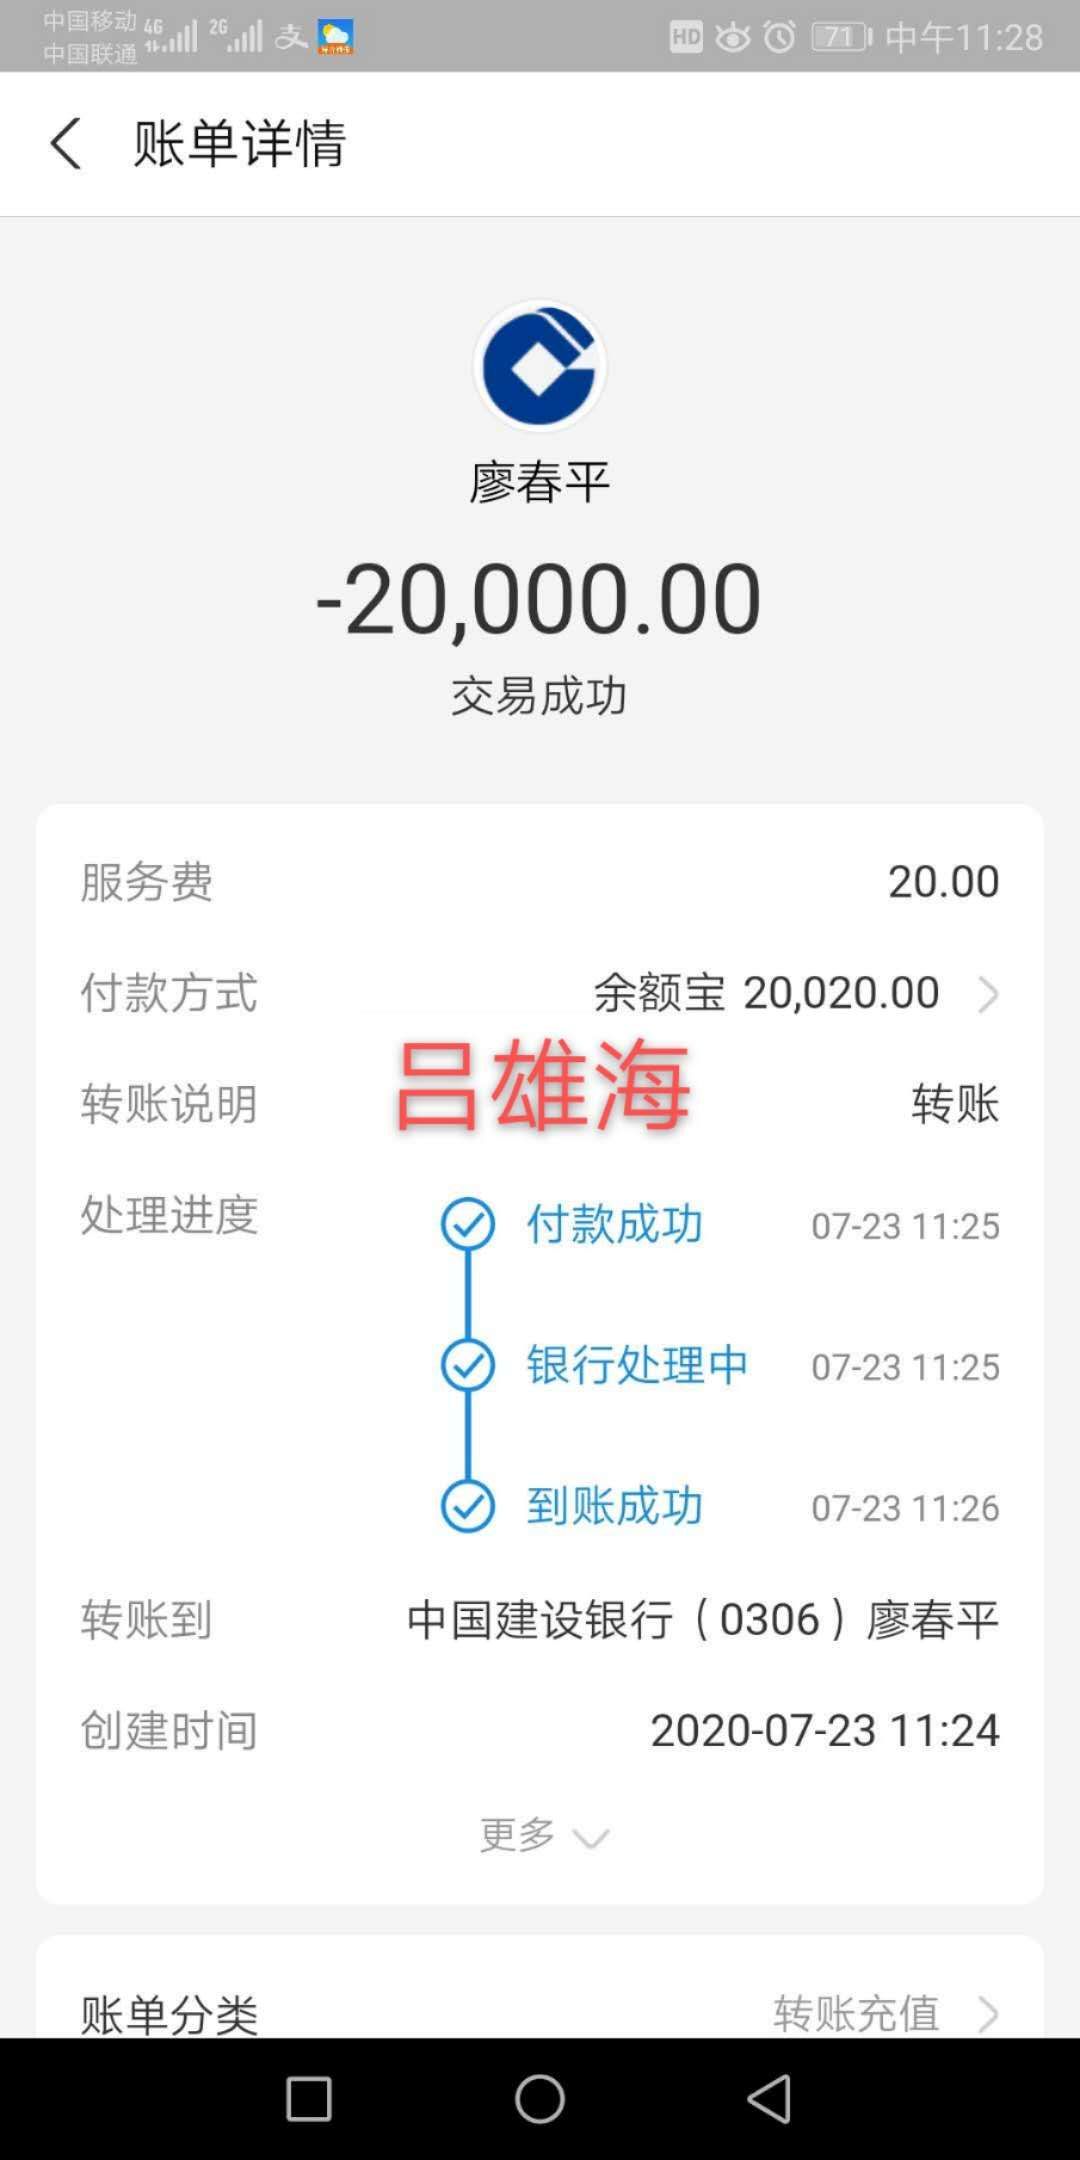 中国移动 4G 2G 支 HD 71 中午11:28
中国联通
账单详情
廖春平
-20,000.00
交易成功
服务费 20.00
付款方式 余额宝 20,020.00
吕雄海
转账说明 转账
处理进度 付款成功 07-23 11:25
银行处理中 07-23 11:25
到账成功 07-23 11:26
转账到 中国建设银行（0306）廖春平
创建时间 2020-07-23 11:24
更多
账单分类 转账充值